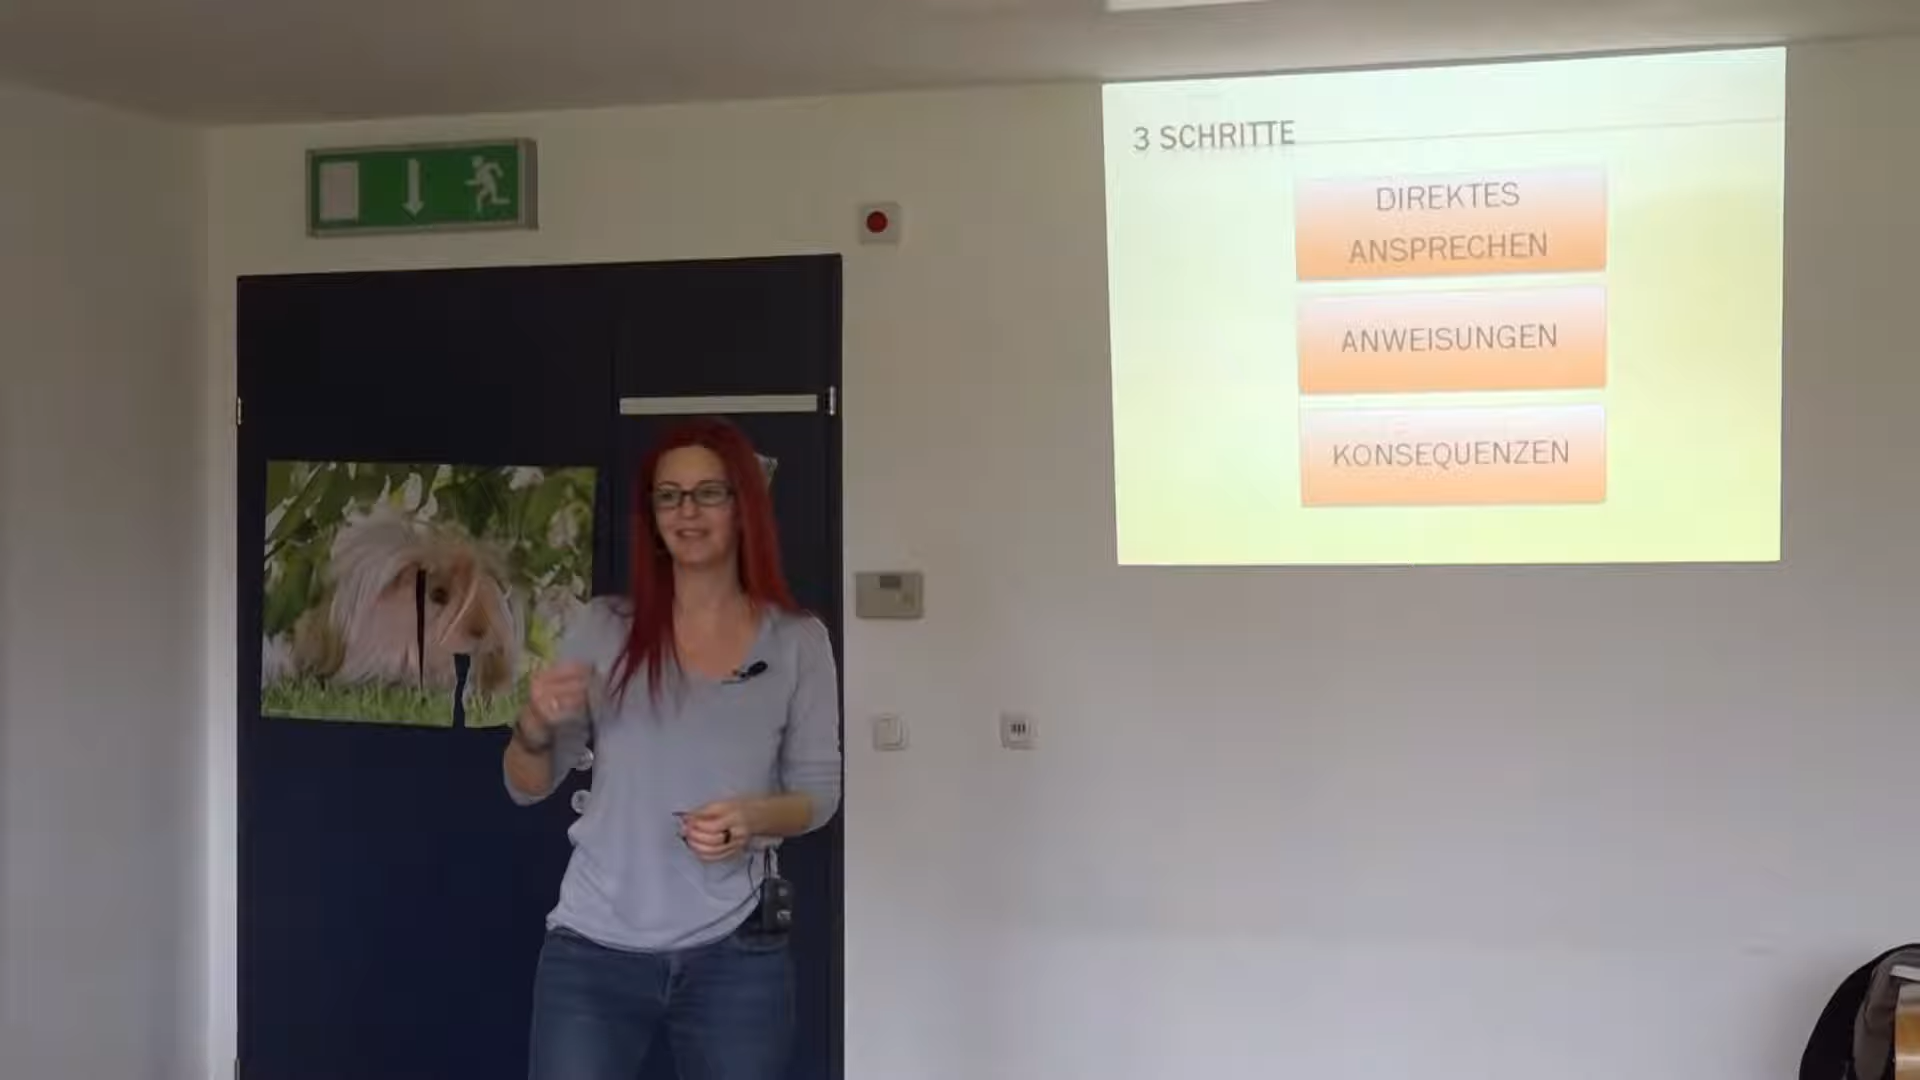 3 SCHRITTE
DIREKTES
ANSPRECHEN
ANWEISUNGEN
KONSEQUENZEN